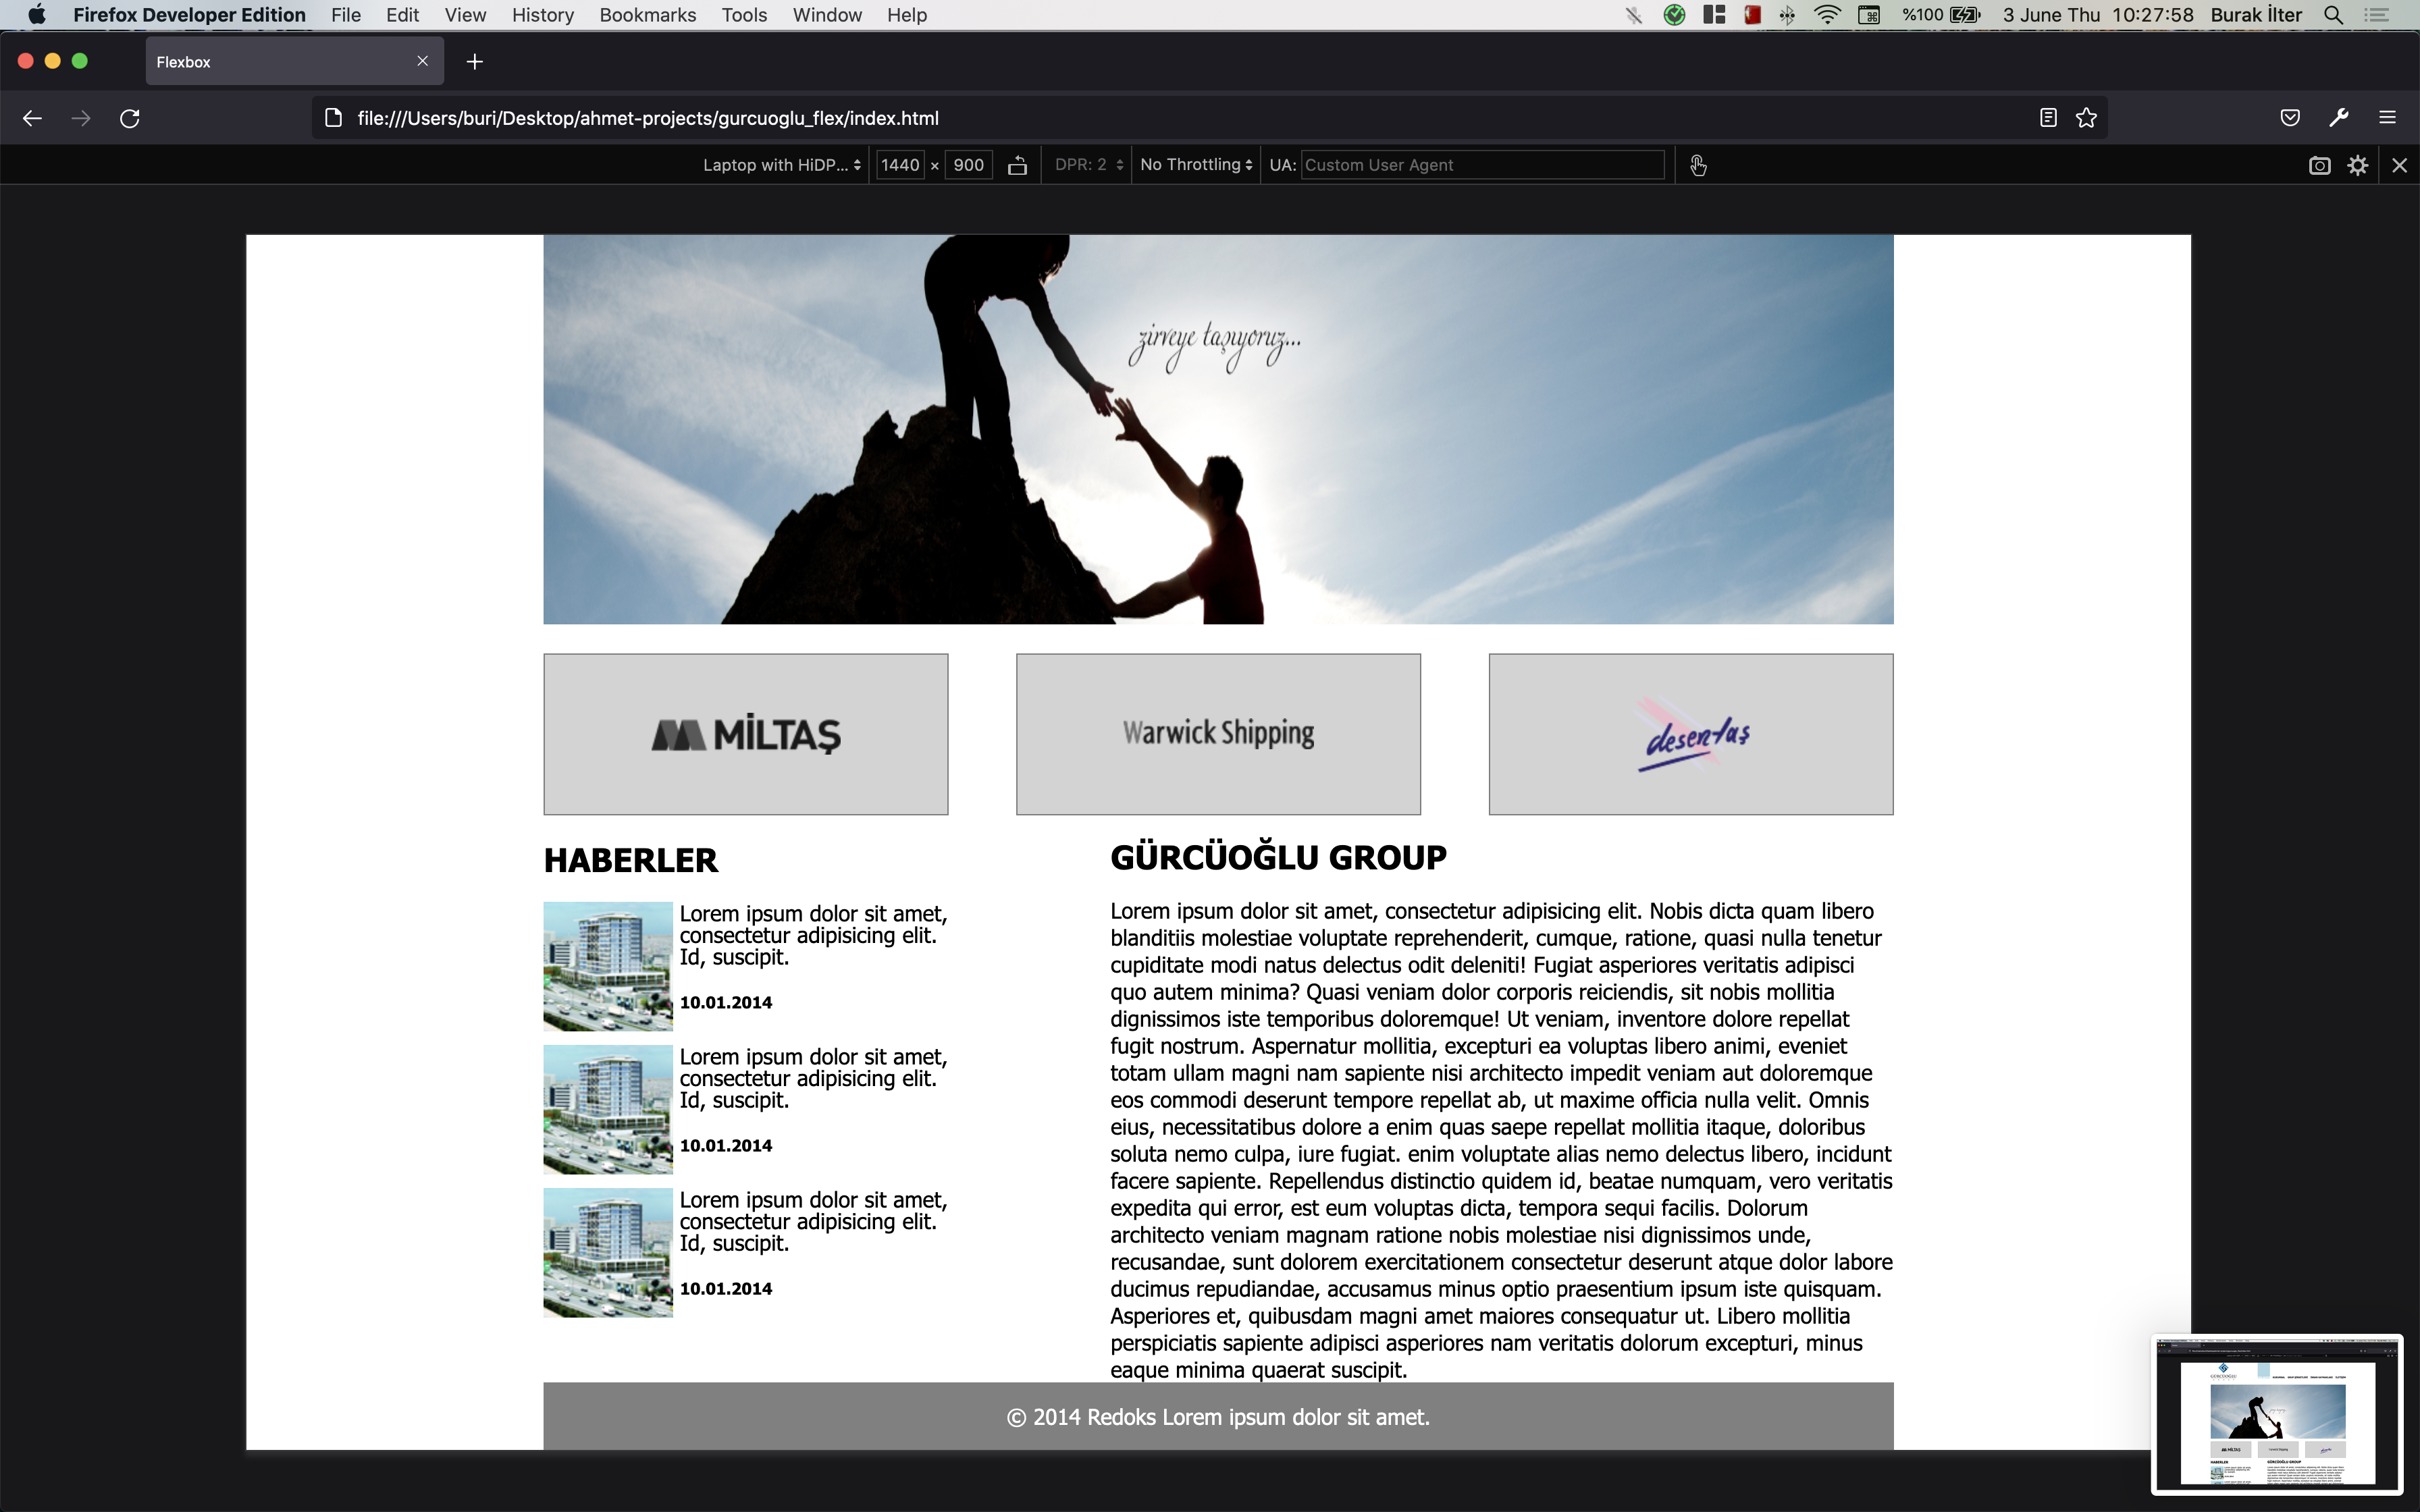 Firefox Developer Edition File Edit View History Bookmarks Tools Window Help %100 3 June Thu 10:27:58 Burak İlter
Flexbox
file:///Users/buri/Desktop/ahmet-projects/gurcuoglu_flex/index.html
Laptop with HiDP... 1440 × 900 DPR: 2 No Throttling UA: Custom User Agent
zirveye taşıyoruz...
MİLTAŞ
Warwick Shipping
desen-taş
HABERLER
Lorem ipsum dolor sit amet,
consectetur adipisicing elit.
Id, suscipit.
10.01.2014
Lorem ipsum dolor sit amet,
consectetur adipisicing elit.
Id, suscipit.
10.01.2014
Lorem ipsum dolor sit amet,
consectetur adipisicing elit.
Id, suscipit.
10.01.2014
GÜRCÜOĞLU GROUP
Lorem ipsum dolor sit amet, consectetur adipisicing elit. Nobis dicta quam libero
blanditiis molestiae voluptate reprehenderit, cumque, ratione, quasi nulla tenetur
cupiditate modi natus delectus odit deleniti! Fugiat asperiores veritatis adipisci
quo autem minima? Quasi veniam dolor corporis reiciendis, sit nobis mollitia
dignissimos iste temporibus doloremque! Ut veniam, inventore dolore repellat
fugit nostrum. Aspernatur mollitia, excepturi ea voluptas libero animi, eveniet
totam ullam magni nam sapiente nisi architecto impedit veniam aut doloremque
eos commodi deserunt tempore repellat ab, ut maxime officia nulla velit. Omnis
eius, necessitatibus dolore a enim quas saepe repellat mollitia itaque, doloribus
soluta nemo culpa, iure fugiat. enim voluptate alias nemo delectus libero, incidunt
facere sapiente. Repellendus distinctio quidem id, beatae numquam, vero veritatis
expedita qui error, est eum voluptas dicta, tempora sequi facilis. Dolorum
architecto veniam magnam ratione nobis molestiae nisi dignissimos unde,
recusandae, sunt dolorem exercitationem consectetur deserunt atque dolor labore
ducimus repudiandae, accusamus minus optio praesentium ipsum iste quisquam.
Asperiores et, quibusdam magni amet maiores consequatur ut. Libero mollitia
perspiciatis sapiente adipisci asperiores nam veritatis dolorum excepturi, minus
eaque minima quaerat suscipit.
© 2014 Redoks Lorem ipsum dolor sit amet.